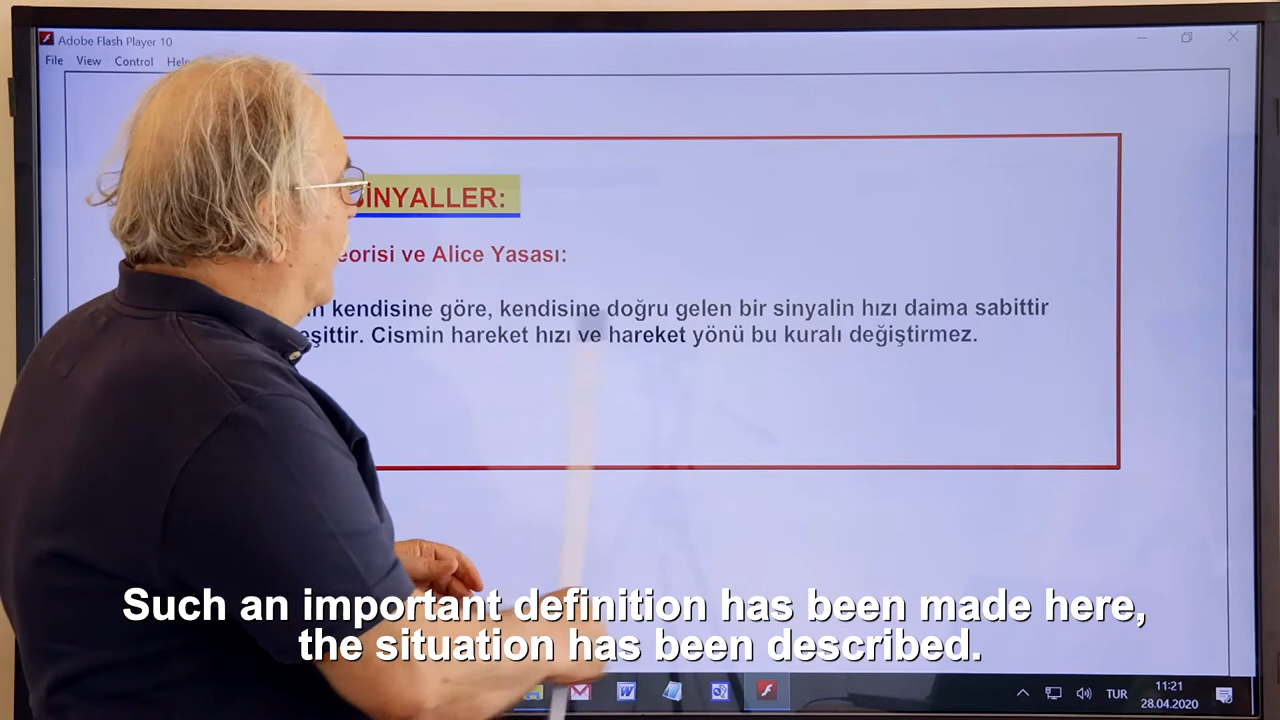 Adobe Flash Player 10
File View Control Help
SİNYALLER:
ve Alice Yasası:
kendisine göre, kendisine doğru gelen bir sinyalin hızı daima sabittir
Cismin hareket hızı ve hareket yönü bu kuralı değiştirmez.
Such an important definition has been made here,
the situation has been described.
TUR
11:21
28.04.2020